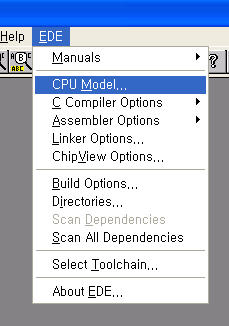 Help EDE
Manuals
CPU Model...
C Compiler Options
Assembler Options
Linker Options...
ChipView Options...
Build Options...
Directories...
Scan Dependencies
Scan All Dependencies
Select Toolchain...
About EDE...